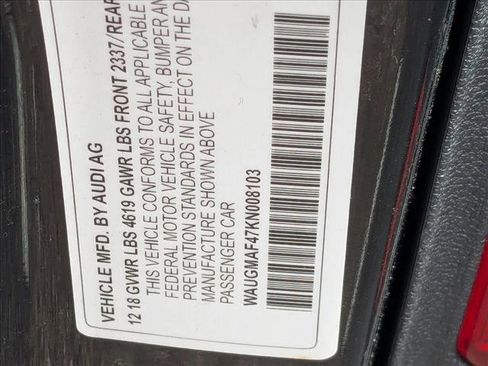 VEHICLE MFD. BY AUDI AG
12 18 GVWR LBS 4619 GAWR LBS FRONT 2337/REAR
THIS VEHICLE CONFORMS TO ALL APPLICABLE
FEDERAL MOTOR VEHICLE SAFETY, BUMPER AN
PREVENTION STANDARDS IN EFFECT ON THE DA
MANUFACTURE SHOWN ABOVE
PASSENGER CAR
WAUGMAF47KN008103